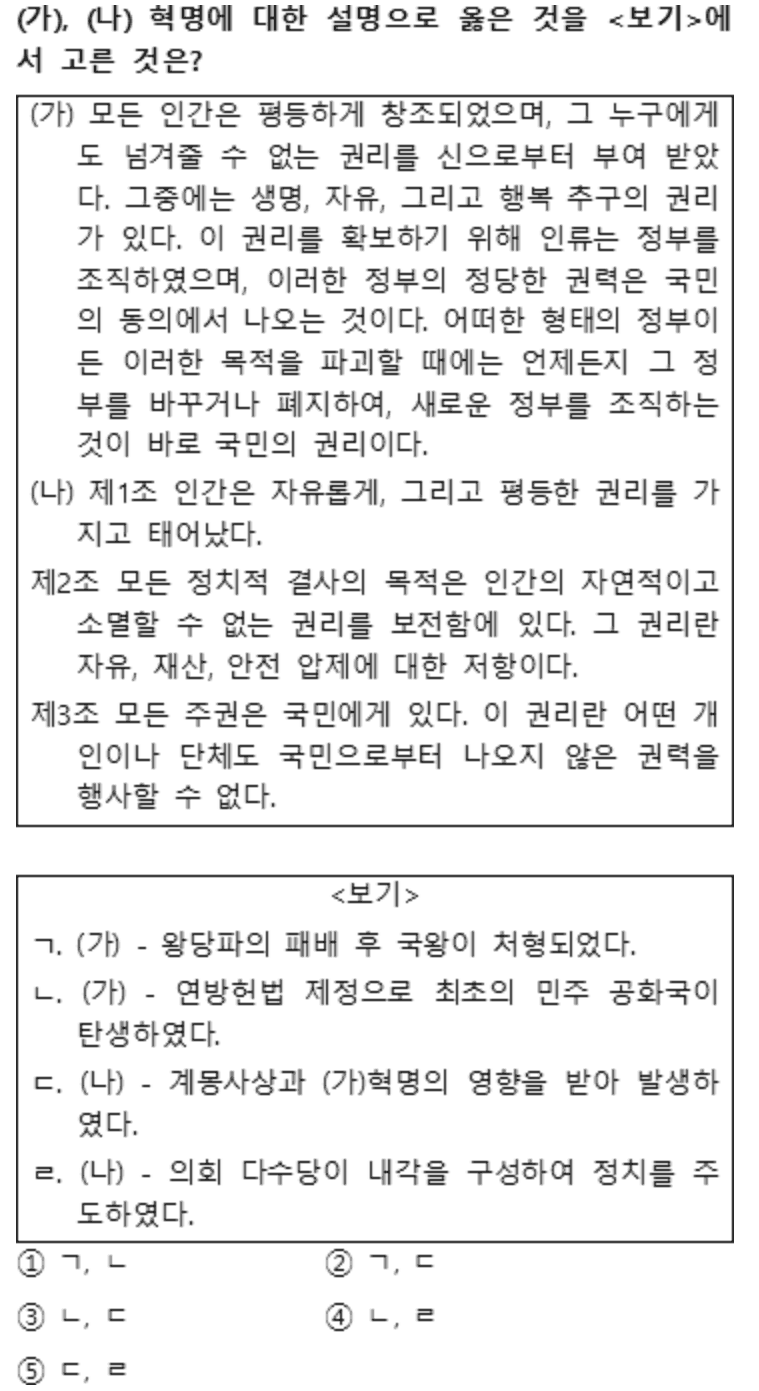 (가), (나) 혁명에 대한 설명으로 옳은 것을 <보기>에
서 고른 것은?
(가) 모든 인간은 평등하게 창조되었으며, 그 누구에게
도 넘겨줄 수 없는 권리를 신으로부터 부여 받았
다. 그중에는 생명, 자유, 그리고 행복 추구의 권리
가 있다. 이 권리를 확보하기 위해 인류는 정부를
조직하였으며, 이러한 정부의 정당한 권력은 국민
의 동의에서 나오는 것이다. 어떠한 형태의 정부이
든 이러한 목적을 파괴할 때에는 언제든지 그 정
부를 바꾸거나 폐지하여, 새로운 정부를 조직하는
것이 바로 국민의 권리이다.
(나) 제1조 인간은 자유롭게, 그리고 평등한 권리를 가
지고 태어났다.
제2조 모든 정치적 결사의 목적은 인간의 자연적이고
소멸할 수 없는 권리를 보전함에 있다. 그 권리란
자유, 재산, 안전 압제에 대한 저항이다.
제3조 모든 주권은 국민에게 있다. 이 권리란 어떤 개
인이나 단체도 국민으로부터 나오지 않은 권력을
행사할 수 없다.
<보기>
ㄱ. (가) - 왕당파의 패배 후 국왕이 처형되었다.
ㄴ. (가) - 연방헌법 제정으로 최초의 민주 공화국이
탄생하였다.
ㄷ. (나) - 계몽사상과 (가)혁명의 영향을 받아 발생하
였다.
ㄹ. (나) - 의회 다수당이 내각을 구성하여 정치를 주
도하였다.
① ㄱ, ㄴ ② ㄱ, ㄷ
③ ㄴ, ㄷ ④ ㄴ, ㄹ
⑤ ㄷ, ㄹ